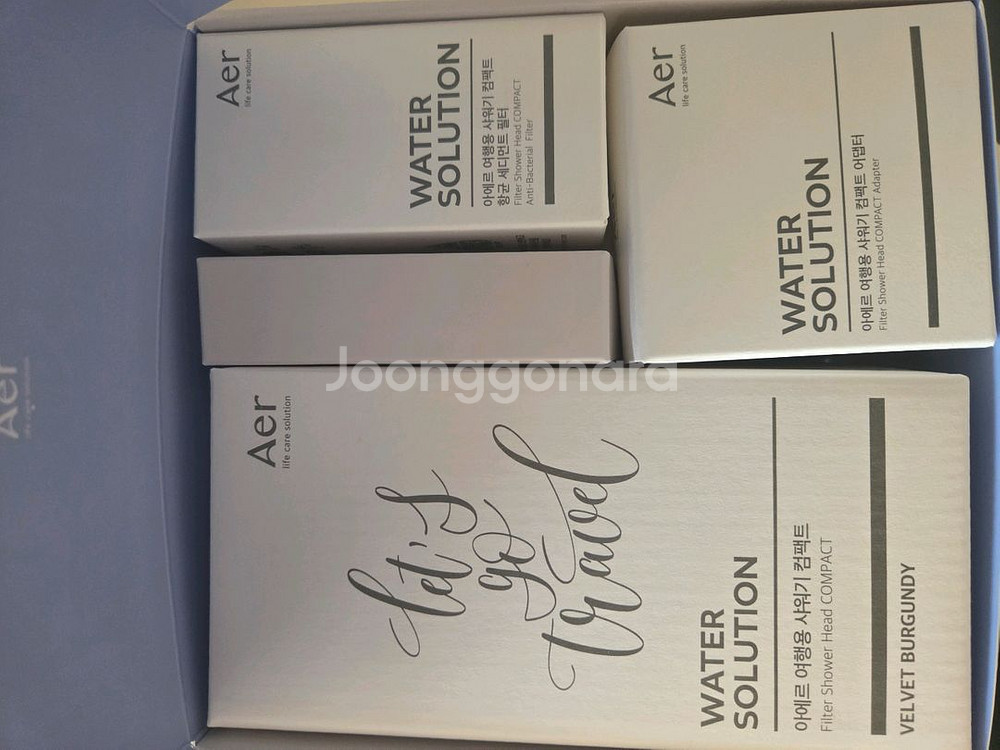 Aer
life care solution
WATER
SOLUTION
아에르 여행용 샤워기 컴팩트
항균 세디먼트 필터
Filter Shower Head COMPACT
Anti-Bacterial Filter
Aer
life care solution
WATER
SOLUTION
아에르 여행용 샤워기 컴팩트 어댑터
Filter Shower Head COMPACT Adapter
Aer
life care solution
let's
go
travel
WATER
SOLUTION
아에르 여행용 샤워기 컴팩트
Filter Shower Head COMPACT
VELVET BURGUNDY
Aer
Joonggonara